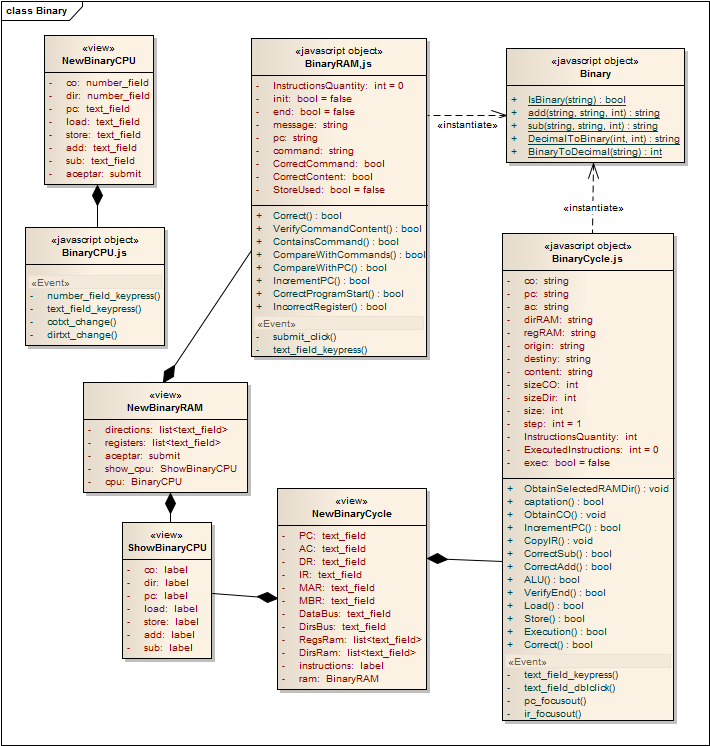 class Binary
«view»
NewBinaryCPU
- co: number_field
- dir: number_field
- pc: text_field
- load: text_field
- store: text_field
- add: text_field
- sub: text_field
- aceptar: submit
«javascript object»
BinaryCPU.js
«Event»
- number_field_keypress()
- text_field_keypress()
- cotxt_change()
- dirtxt_change()
«javascript object»
BinaryRAM.js
- InstructionsQuantity: int = 0
- init: bool = false
- end: bool = false
- message: string
- pc: string
- command: string
- CorrectCommand: bool
- CorrectContent: bool
- StoreUsed: bool = false
+ Correct() : bool
+ VerifyCommandContent() : bool
+ ContainsCommand() : bool
+ CompareWithCommands() : bool
+ CompareWithPC() : bool
+ IncrementPC() : bool
+ CorrectProgramStart() : bool
+ IncorrectRegister() : bool
«Event»
- submit_click()
- text_field_keypress()
«instantiate»
«javascript object»
Binary
+ IsBinary(string) : bool
+ add(string, string, int) : string
+ sub(string, string, int) : string
+ DecimalToBinary(int, int) : string
+ BinaryToDecimal(string) : int
«instantiate»
«javascript object»
BinaryCycle.js
- co: string
- pc: string
- ac: string
- dirRAM: string
- regRAM: string
- origin: string
- destiny: string
- content: string
- sizeCO: int
- sizeDir: int
- size: int
- step: int = 1
- InstructionsQuantity: int
- ExecutedInstructions: int = 0
- exec: bool = false
+ ObtainSelectedRAMDir() : void
+ captation() : bool
+ ObtainCO() : void
+ IncrementPC() : bool
+ CopyIR() : void
+ CorrectSub() : bool
+ CorrectAdd() : bool
+ ALU() : bool
+ VerifyEnd() : bool
+ Load() : bool
+ Store() : bool
+ Execution() : bool
+ Correct() : bool
«Event»
- text_field_keypress()
- text_field_dblclick()
- pc_focusout()
- ir_focusout()
«view»
NewBinaryRAM
- directions: list<text_field>
- registers: list<text_field>
- aceptar: submit
- show_cpu: ShowBinaryCPU
- cpu: BinaryCPU
«view»
ShowBinaryCPU
- co: label
- dir: label
- pc: label
- load: label
- store: label
- add: label
- sub: label
«view»
NewBinaryCycle
- PC: text_field
- AC: text_field
- DR: text_field
- IR: text_field
- MAR: text_field
- MBR: text_field
- DataBus: text_field
- DirsBus: text_field
- RegsRam: list<text_field>
- DirsRam: list<text_field>
- instructions: label
- ram: BinaryRAM